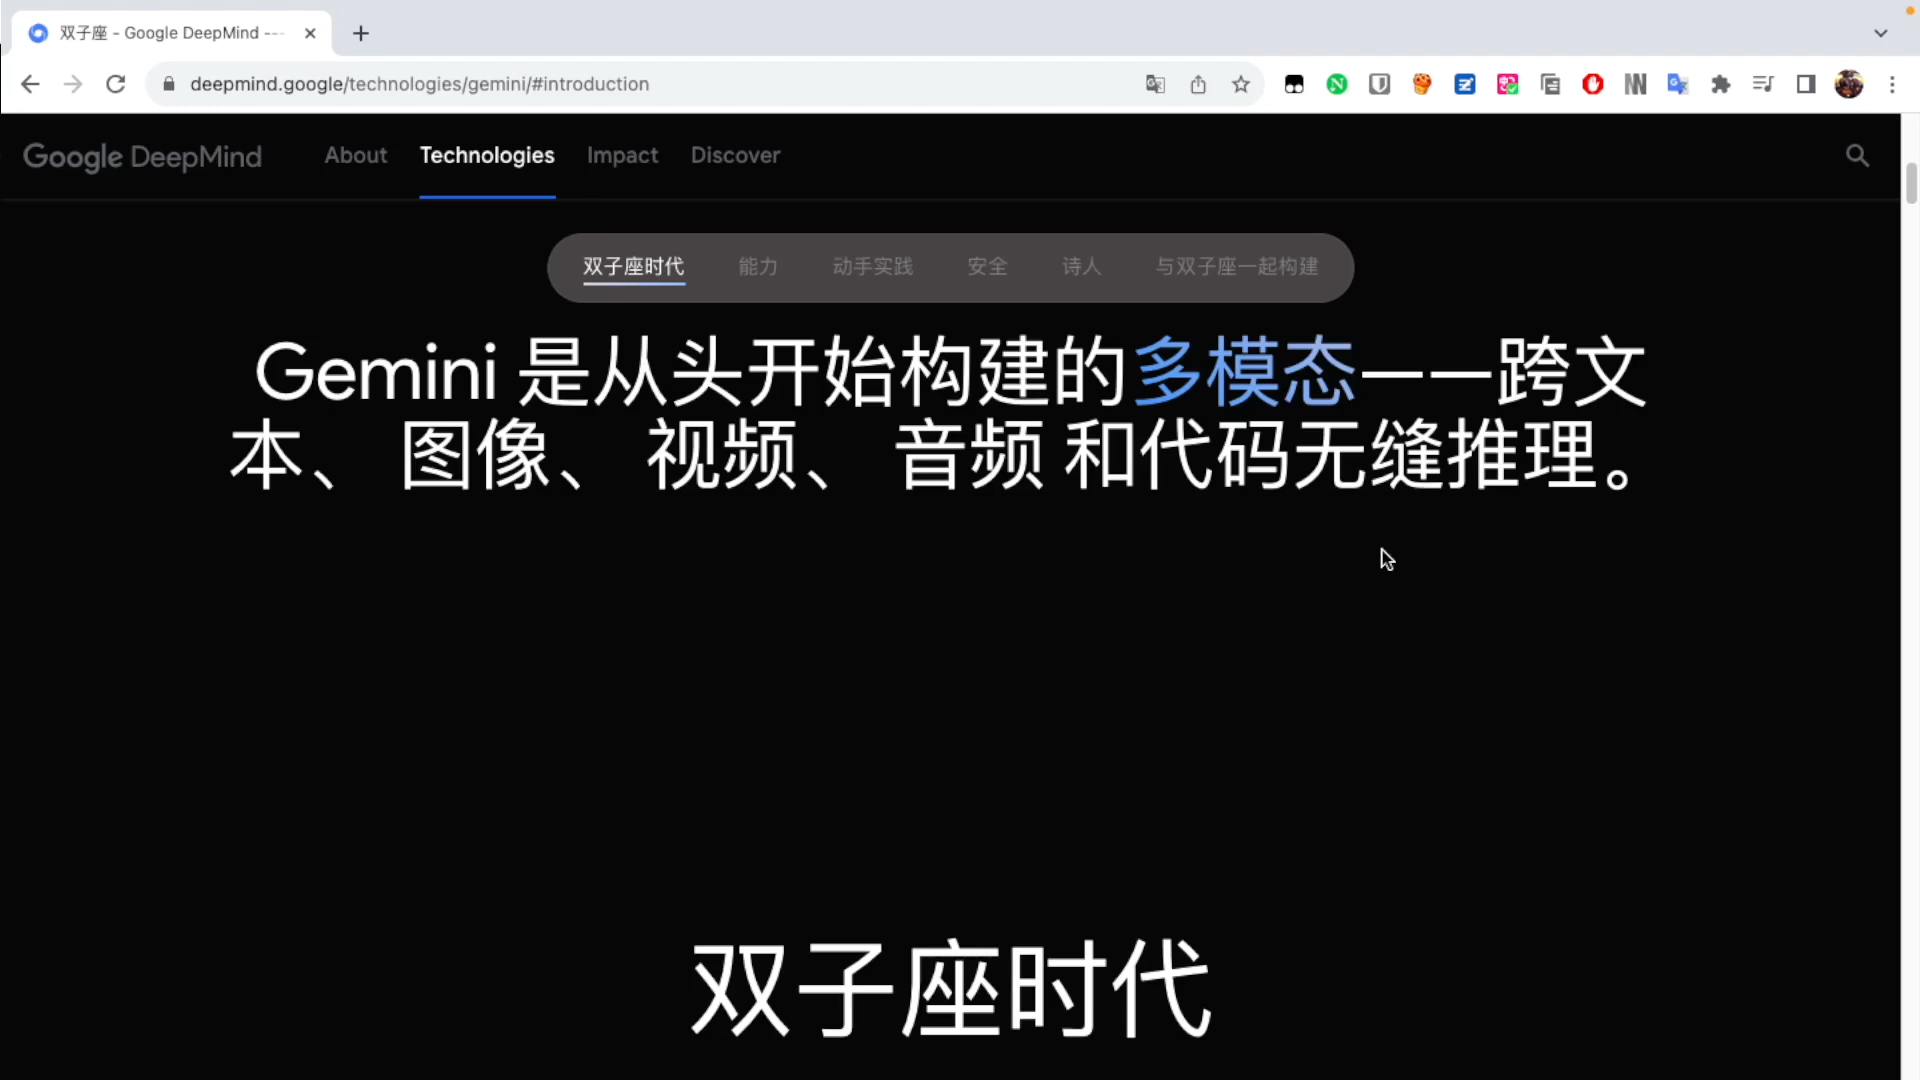 双子座 - Google DeepMind ---
deepmind.google/technologies/gemini/#introduction
Google DeepMind About Technologies Impact Discover
双子座时代 能力 动手实践 安全 诗人 与双子座一起构建
Gemini 是从头开始构建的多模态——跨文
本、 图像、 视频、 音频 和代码无缝推理。
双子座时代